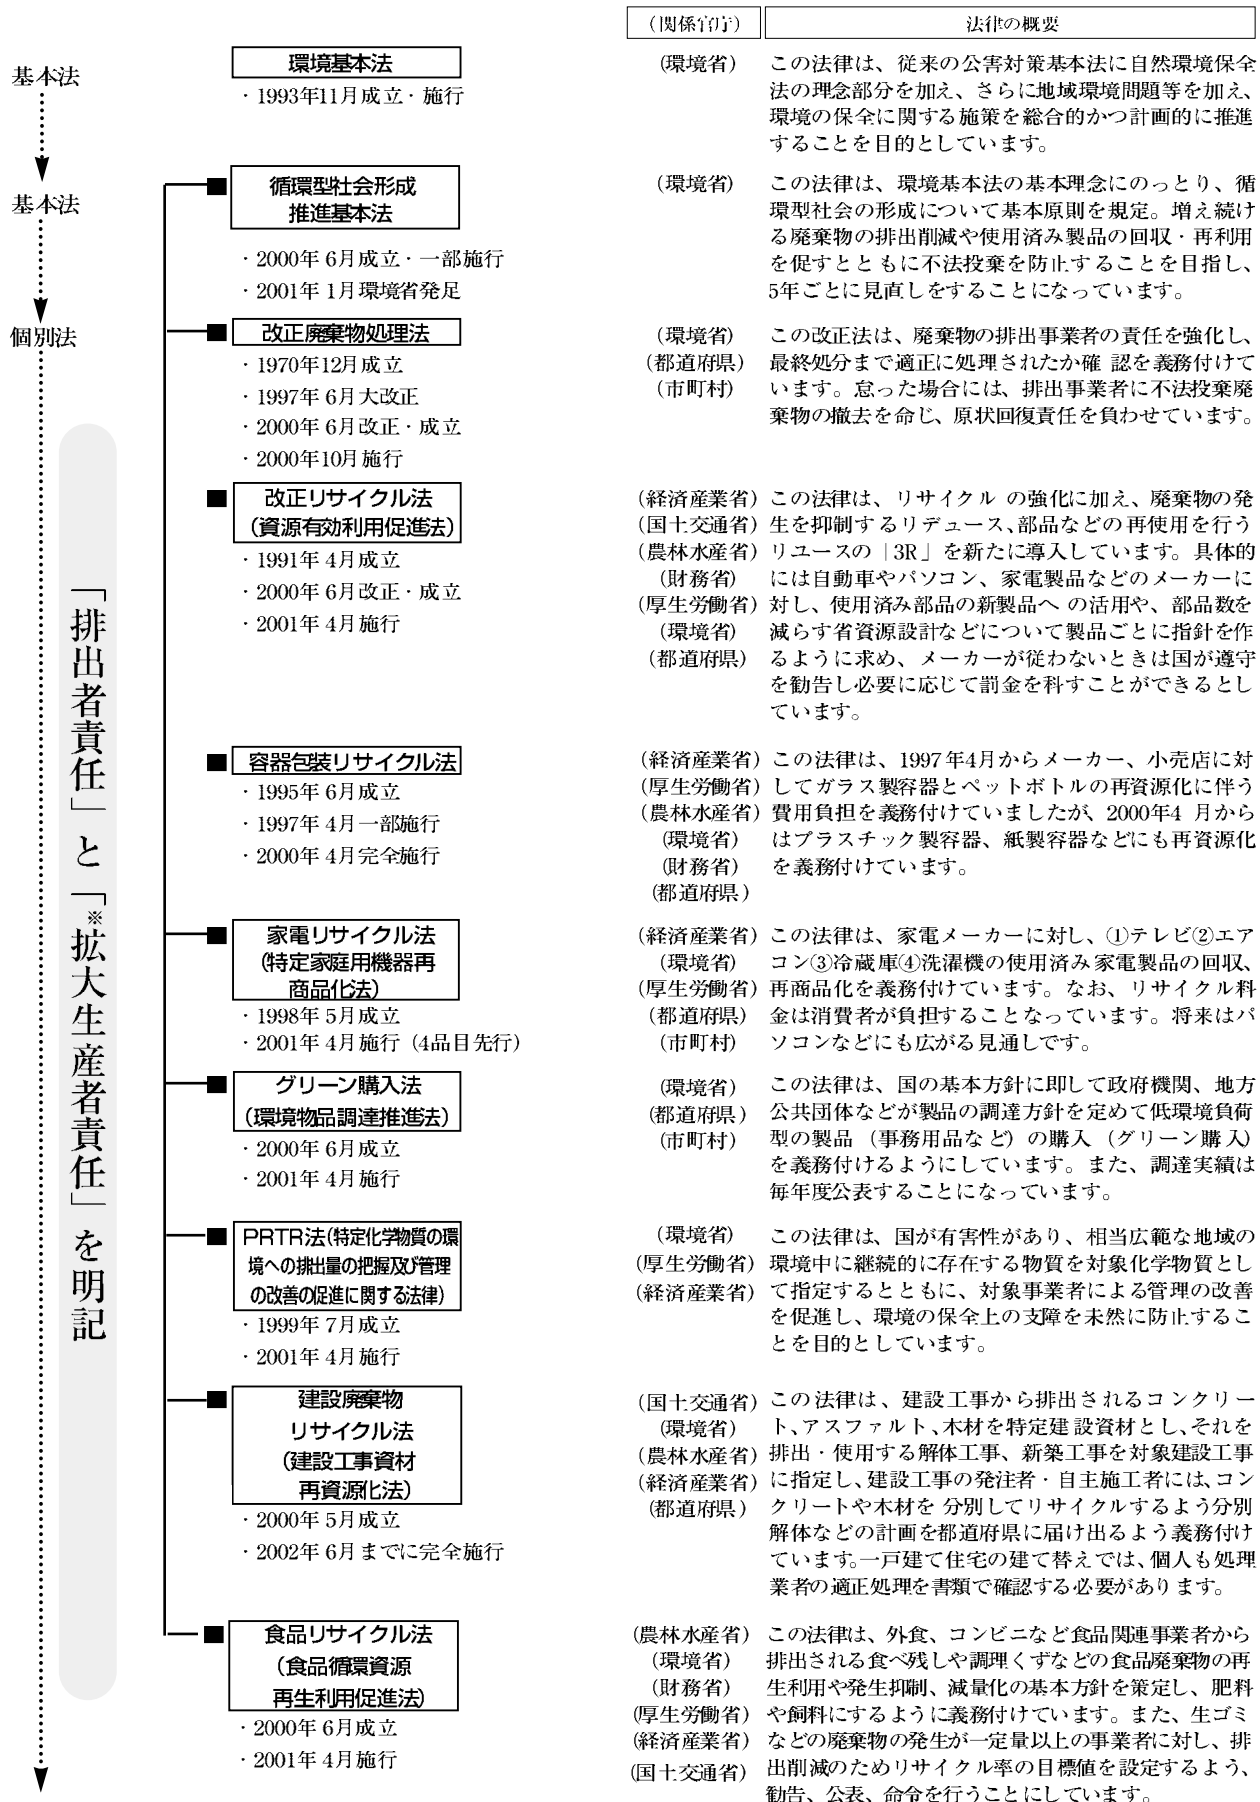 (関係官庁)
法律の概要
基本法
環境基本法
・1993年11月成立・施行
(環境省)
この法律は、従来の公害対策基本法に自然環境保全
法の理念部分を加え、さらに地域環境問題等を加え、
環境の保全に関する施策を総合的かつ計画的に推進
することを目的としています。
基本法
循環型社会形成
推進基本法
・2000年 6月成立・一部施行
・2001年 1月環境省発足
(環境省)
この法律は、環境基本法の基本理念にのっとり、循
環型社会の形成について基本原則を規定。増え続け
る廃棄物の排出削減や使用済み製品の回収・再利用
を促すとともに不法投棄を防止することを目指し、
5年ごとに見直しをすることになっています。
個別法
改正廃棄物処理法
・1970年12月成立
・1997年 6月大改正
・2000年 6月改正・成立
・2000年10月施行
(環境省)
(都道府県)
(市町村)
この改正法は、廃棄物の排出事業者の責任を強化し、
最終処分まで適正に処理されたか確 認を義務付けて
います。怠った場合には、排出事業者に不法投棄廃
棄物の撤去を命じ、原状回復責任を負わせています。
「排出者責任」と「※拡大生産者責任」を明記
改正リサイクル法
(資源有効利用促進法)
・1991年 4月成立
・2000年 6月改正・成立
・2001年 4月施行
(経済産業省)
(国土交通省)
(農林水産省)
(財務省)
(厚生労働省)
(環境省)
(都道府県)
この法律は、リサイクル の強化に加え、廃棄物の発
生を抑制するリデュース、部品などの再使用を行う
リユースの「3R」を新たに導入しています。具体的
には自動車やパソコン、家電製品などのメーカーに
対し、使用済み部品の新製品へ の活用や、部品数を
減らす省資源設計などについて製品ごとに指針を作
るように求め、メーカーが従わないときは国が遵守
を勧告し必要に応じて罰金を科すことができるとし
ています。
容器包装リサイクル法
・1995年 6月成立
・1997年 4月一部施行
・2000年 4月完全施行
(経済産業省)
(厚生労働省)
(農林水産省)
(環境省)
(財務省)
(都道府県)
この法律は、1997年4月からメーカー、小売店に対
してガラス製容器とペットボトルの再資源化に伴う
費用負担を義務付けていましたが、2000年4 月から
はプラスチック製容器、紙製容器などにも再資源化
を義務付けています。
家電リサイクル法
(特定家庭用機器再
商品化法)
・1998年 5月成立
・2001年 4月施行 (4品目先行)
(経済産業省)
(環境省)
(厚生労働省)
(都道府県)
(市町村)
この法律は、家電メーカーに対し、①テレビ②エア
コン③冷蔵庫④洗濯機の使用済み家電製品の回収、
再商品化を義務付けています。なお、リサイクル料
金は消費者が負担することなっています。将来はパ
ソコンなどにも広がる見通しです。
グリーン購入法
(環境物品調達推進法)
・2000年 6月成立
・2001年 4月施行
(環境省)
(都道府県)
(市町村)
この法律は、国の基本方針に即して政府機関、地方
公共団体などが製品の調達方針を定めて低環境負荷
型の製品 (事務用品など) の購入 (グリーン購入)
を義務付けるようにしています。また、調達実績は
毎年度公表することになっています。
PRTR法(特定化学物質の環
境への排出量の把握及び管理
の改善の促進に関する法律)
・1999年 7月成立
・2001年 4月施行
(環境省)
(厚生労働省)
(経済産業省)
この法律は、国が有害性があり、相当広範な地域の
環境中に継続的に存在する物質を対象化学物質とし
て指定するとともに、対象事業者による管理の改善
を促進し、環境の保全上の支障を未然に防止するこ
とを目的としています。
建設廃棄物
リサイクル法
(建設工事資材
再資源化法)
・2000年 5月成立
・2002年 6月までに完全施行
(国土交通省)
(環境省)
(農林水産省)
(経済産業省)
(都道府県)
この法律は、建設工事から排出されるコンクリー
ト、アスファルト、木材を特定建設資材とし、それを
排出・使用する解体工事、新築工事を対象建設工事
に指定し、建設工事の発注者・自主施工者には、コン
クリートや木材を 分別してリサイクルするよう分別
解体などの計画を都道府県に届け出るよう義務付け
ています。一戸建て住宅の建て替えでは、個人も処理
業者の適正処理を書類で確認する必要があります。
食品リサイクル法
(食品循環資源
再生利用促進法)
・2000年 6月成立
・2001年 4月施行
(農林水産省)
(環境省)
(財務省)
(厚生労働省)
(経済産業省)
(国土交通省)
この法律は、外食、コンビニなど食品関連事業者から
排出される食べ残しや調理くずなどの食品廃棄物の再
生利用や発生抑制、減量化の基本方針を策定し、肥料
や飼料にするように義務付けています。また、生ゴミ
などの廃棄物の発生が一定量以上の事業者に対し、排
出削減のためリサイクル率の目標値を設定するよう、
勧告、公表、命令を行うことにしています。